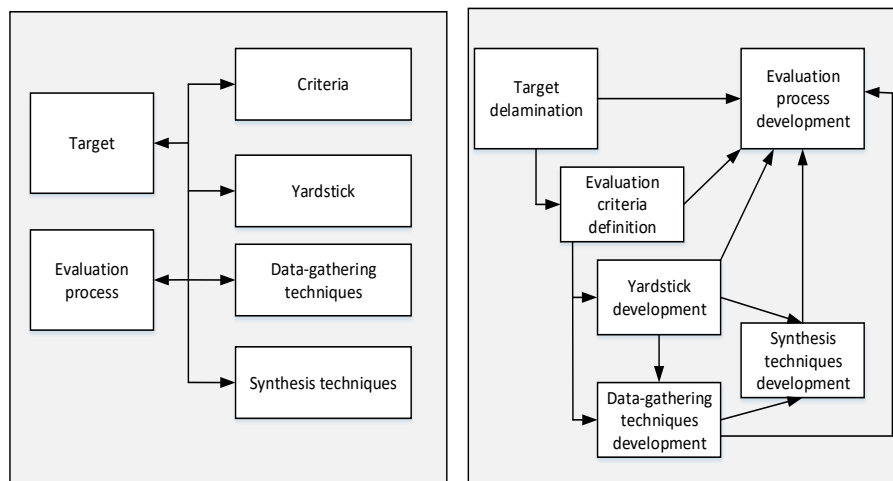 Criteria
Target
Yardstick
Evaluation
process
Data-gathering
techniques
Synthesis techniques
Target
delamination
Evaluation
process
development
Evaluation
criteria
definition
Yardstick
development
Synthesis
techniques
development
Data-gathering
techniques
development